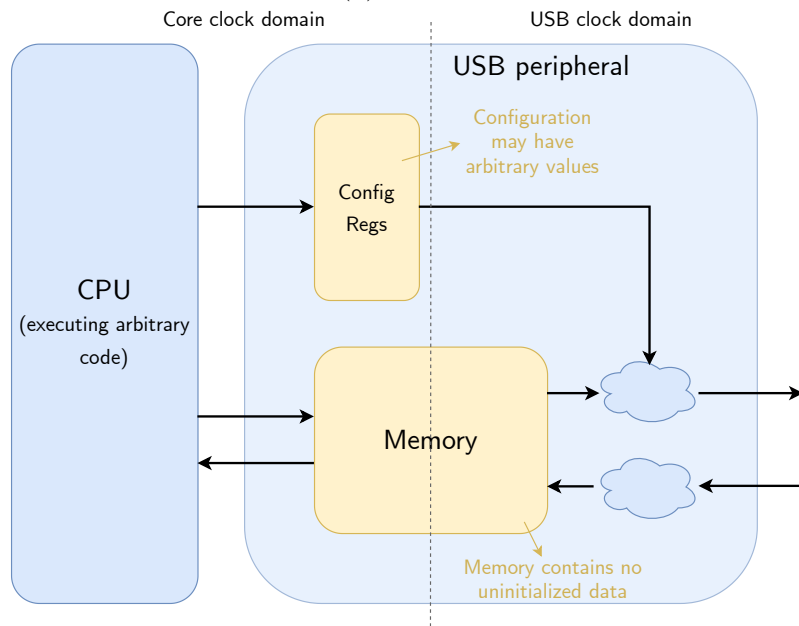 Core clock domain
USB clock domain
USB peripheral
Configuration
may have
arbitrary values
Config
Regs
CPU
(executing arbitrary
code)
Memory
Memory contains no
uninitialized data